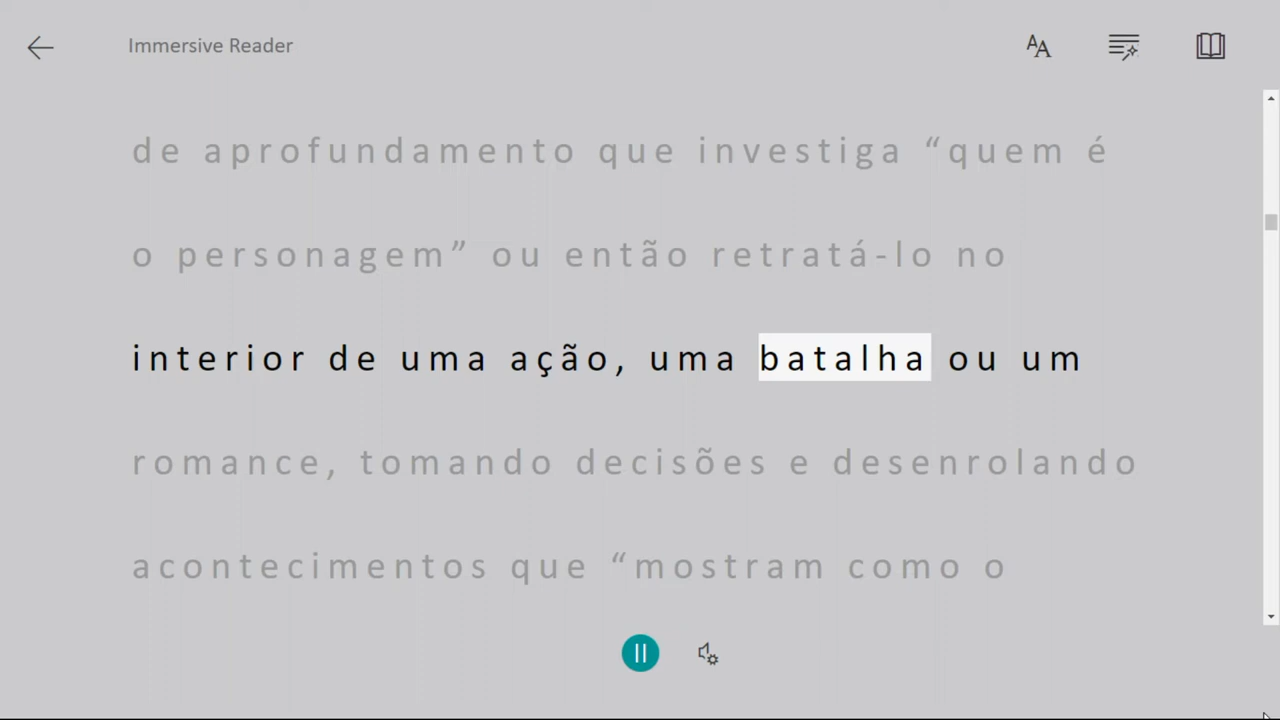 Immersive Reader
de aprofundamento que investiga “quem é
o personagem” ou então retratá-lo no
interior de uma ação, uma batalha ou um
romance, tomando decisões e desenrolando
acontecimentos que “mostram como o